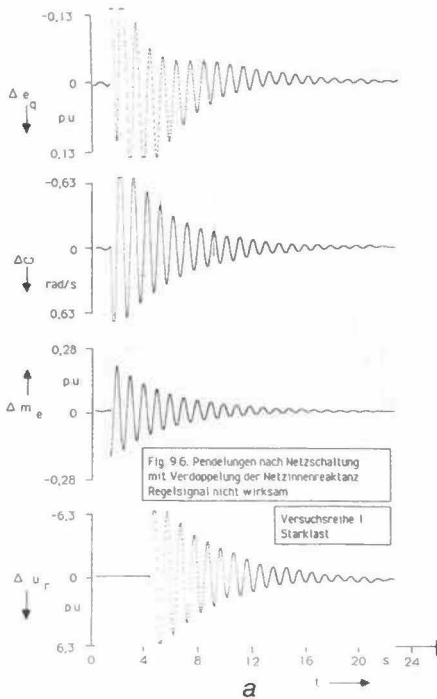 -0,13
Δ e q
0
p u
0,13
-0,63
Δω
0
rad/s
0,63
0,28
p.u
Δ m e
0
-0,28
Fig. 9.6. Pendelungen nach Netzschaltung
mit Verdoppelung der Netzinnenreaktanz
Regelsignal nicht wirksam
Versuchsreihe 1
Starklast
-6,3
Δ u r
0
p.u
6,3
0 4 8 12 16 s 20 24
a t